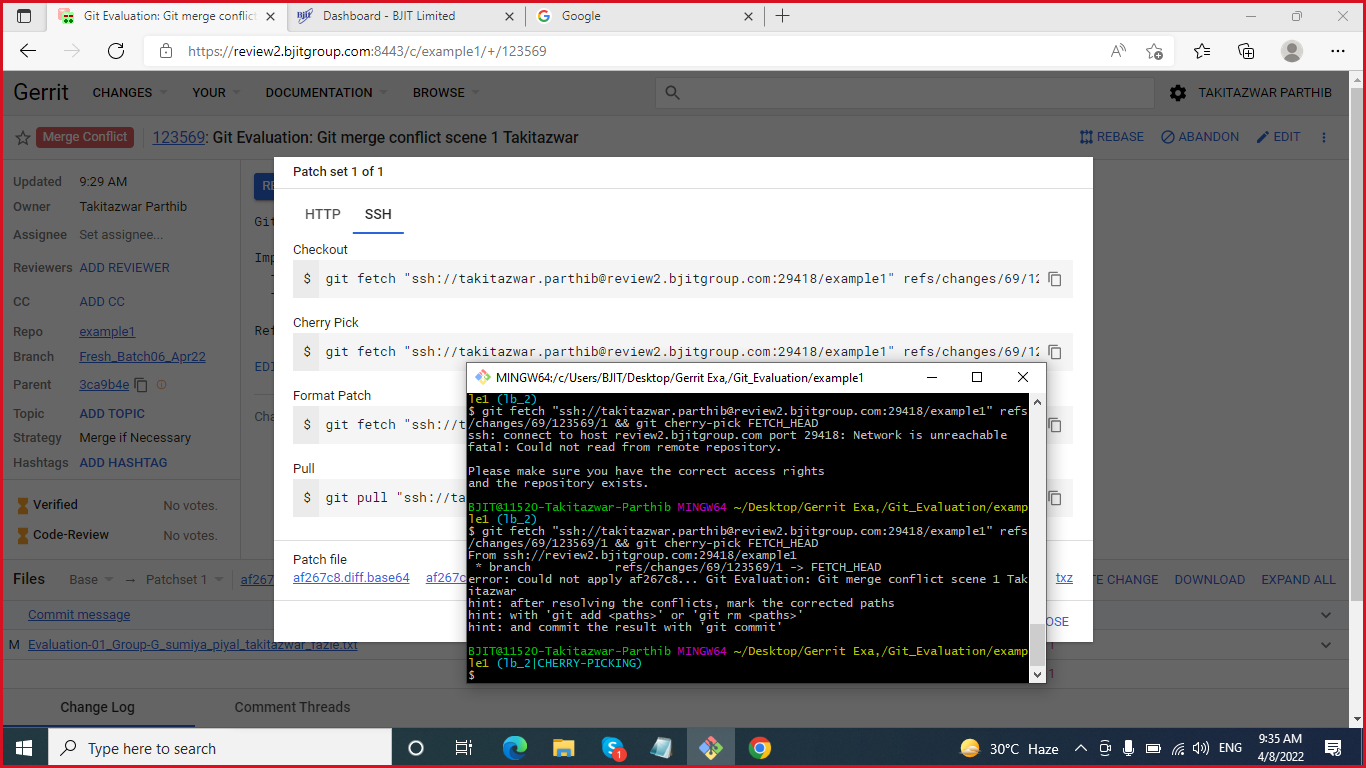 Git Evaluation: Git merge conflict
Dashboard - BJIT Limited
Google
https://review2.bjitgroup.com:8443/c/example1/+/123569
Gerrit CHANGES YOUR DOCUMENTATION BROWSE TAKITAZWAR PARTHIB
Merge Conflict 123569: Git Evaluation: Git merge conflict scene 1 Takitazwar REBASE ABANDON EDIT
Updated 9:29 AM
Owner Takitazwar Parthib
Assignee Set assignee...
Reviewers ADD REVIEWER
CC ADD CC
Repo example1
Branch Fresh_Batch06_Apr22
Parent 3ca9b4e
Topic ADD TOPIC
Strategy Merge if Necessary
Hashtags ADD HASHTAG
Verified No votes.
Code-Review No votes.
RE
Git
Imp
Ref
EDI
Cha
Patch set 1 of 1
HTTP SSH
Checkout
$ git fetch "ssh://takitazwar.parthib@review2.bjitgroup.com:29418/example1" refs/changes/69/12
Cherry Pick
$ git fetch "ssh://takitazwar.parthib@review2.bjitgroup.com:29418/example1" refs/changes/69/12
Format Patch
$ git fetch "ssh://t
Pull
$ git pull "ssh://ta
Patch file
af267c8.diff.base64 af267c txz
OSE
MINGW64:/c/Users/BJIT/Desktop/Gerrit Exa,/Git_Evaluation/example1
le1 (lb_2)
$ git fetch "ssh://takitazwar.parthib@review2.bjitgroup.com:29418/example1" refs
/changes/69/123569/1 && git cherry-pick FETCH_HEAD
ssh: connect to host review2.bjitgroup.com port 29418: Network is unreachable
fatal: Could not read from remote repository.
Please make sure you have the correct access rights
and the repository exists.
BJIT@11520-Takitazwar-Parthib MINGW64 ~/Desktop/Gerrit Exa,/Git_Evaluation/examp
le1 (lb_2)
$ git fetch "ssh://takitazwar.parthib@review2.bjitgroup.com:29418/example1" refs
/changes/69/123569/1 && git cherry-pick FETCH_HEAD
From ssh://review2.bjitgroup.com:29418/example1
* branch refs/changes/69/123569/1 -> FETCH_HEAD
error: could not apply af267c8... Git Evaluation: Git merge conflict scene 1 Tak
itazwar
hint: after resolving the conflicts, mark the corrected paths
hint: with 'git add <paths>' or 'git rm <paths>'
hint: and commit the result with 'git commit'
BJIT@11520-Takitazwar-Parthib MINGW64 ~/Desktop/Gerrit Exa,/Git_Evaluation/examp
le1 (lb_2|CHERRY-PICKING)
$
Files Base → Patchset 1 af267 TE CHANGE DOWNLOAD EXPAND ALL
Commit message
M Evaluation-01_Group-G_sumiya_piyal_takitazwar_fazle.txt
Change Log Comment Threads
Type here to search
1
30°C Haze ENG 9:35 AM
4/8/2022